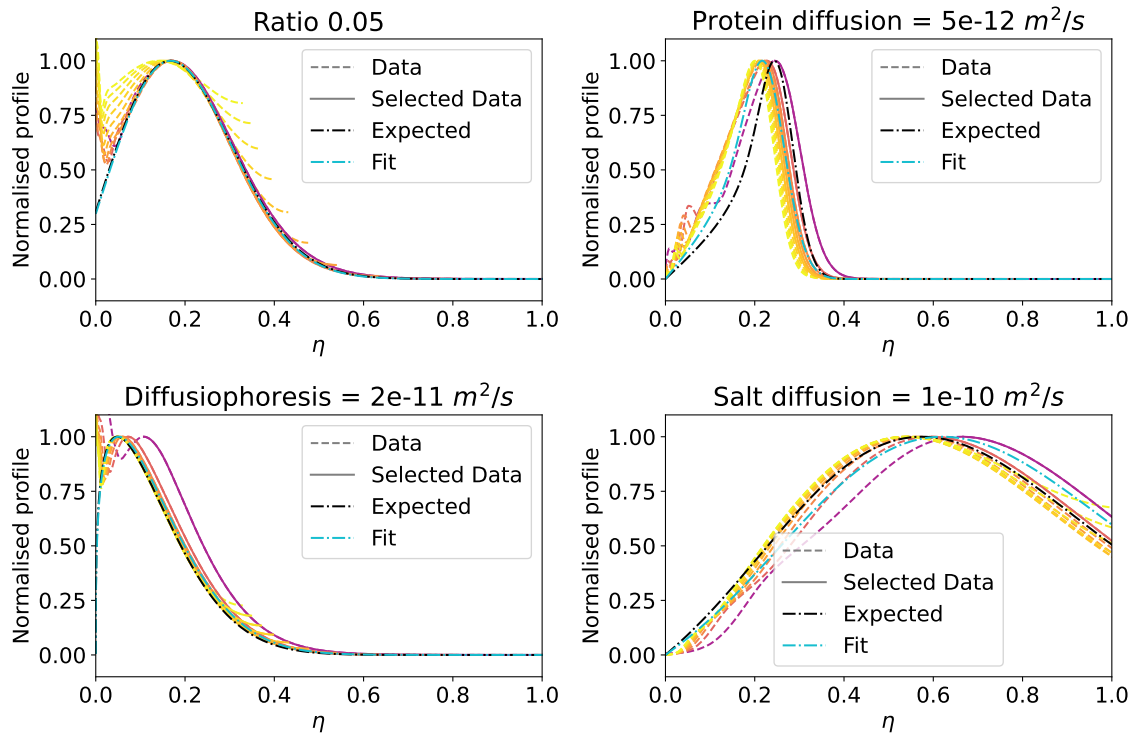 Ratio 0.05
Normalised profile
1.00
0.75
0.50
0.25
0.00
Data
Selected Data
Expected
Fit
0.0 0.2 0.4 0.6 0.8 1.0
η
Protein diffusion = 5e-12 m²/s
Normalised profile
1.00
0.75
0.50
0.25
0.00
Data
Selected Data
Expected
Fit
0.0 0.2 0.4 0.6 0.8 1.0
η
Diffusiophoresis = 2e-11 m²/s
Normalised profile
1.00
0.75
0.50
0.25
0.00
Data
Selected Data
Expected
Fit
0.0 0.2 0.4 0.6 0.8 1.0
η
Salt diffusion = 1e-10 m²/s
Normalised profile
1.00
0.75
0.50
0.25
0.00
Data
Selected Data
Expected
Fit
0.0 0.2 0.4 0.6 0.8 1.0
η